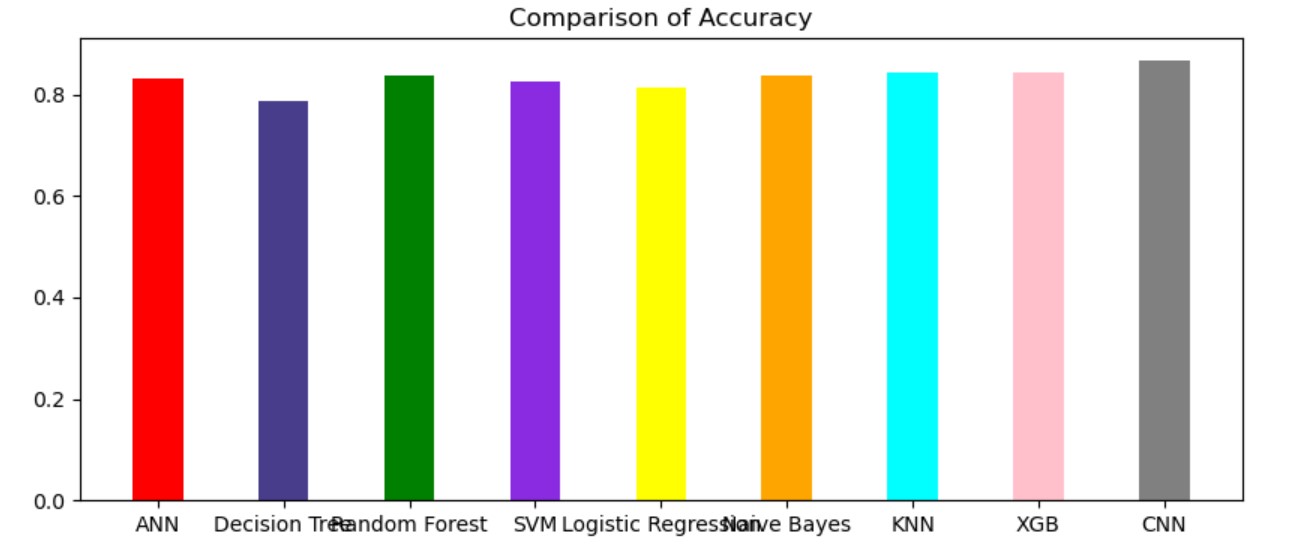 Comparison of Accuracy
0.8
0.6
0.4
0.2
0.0
ANN Decision Tree Random Forest SVM Logistic Regression Naive Bayes KNN XGB CNN